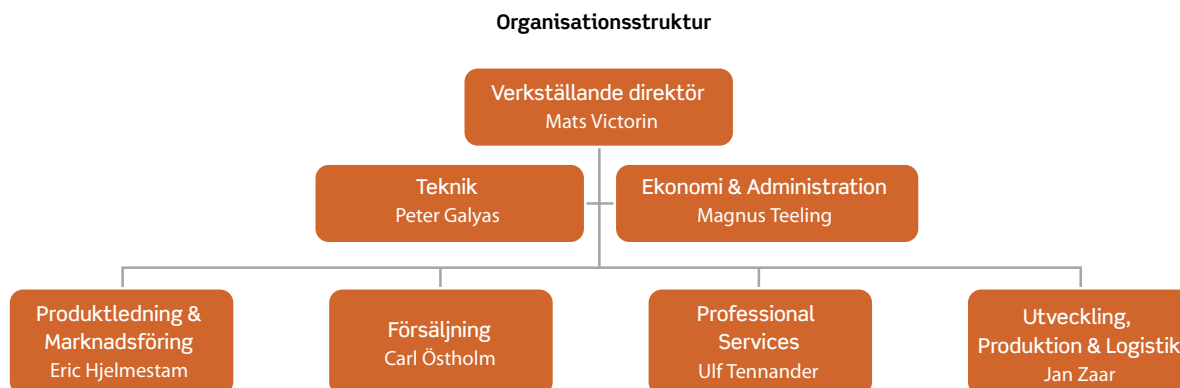 Organisationsstruktur
Verkställande direktör
Mats Victorin
Teknik
Peter Galyas
Ekonomi & Administration
Magnus Teeling
Produktledning &
Marknadsföring
Eric Hjelmestam
Försäljning
Carl Östholm
Professional
Services
Ulf Tennander
Utveckling,
Produktion & Logistik
Jan Zaar